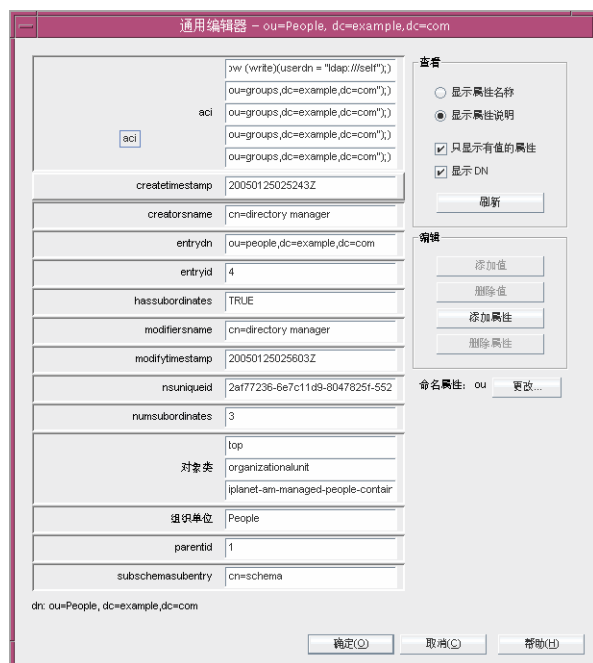 通用编辑器 – ou=People, dc=example,dc=com
aci
ow (write)(userdn = "ldap:///self");)
ou=groups,dc=example,dc=com");)
ou=groups,dc=example,dc=com");)
ou=groups,dc=example,dc=com");)
ou=groups,dc=example,dc=com");)
aci
createtimestamp 20050125025243Z
creatorsname cn=directory manager
entrydn ou=people,dc=example,dc=com
entryid 4
hassubordinates TRUE
modifiersname cn=directory manager
modifytimestamp 20050125025603Z
nsuniqueid 2af77236-6e7c11d9-8047825f-552
numsubordinates 3
对象类
top
organizationalunit
iplanet-am-managed-people-contair
组织单位 People
parentid 1
subschemasubentry cn=schema
dn: ou=People, dc=example,dc=com
查看
显示属性名称
显示属性说明
只显示有值的属性
显示 DN
刷新
编辑
添加值
删除值
添加属性
删除属性
命名属性: ou 更改...
确定(O) 取消(C) 帮助(H)